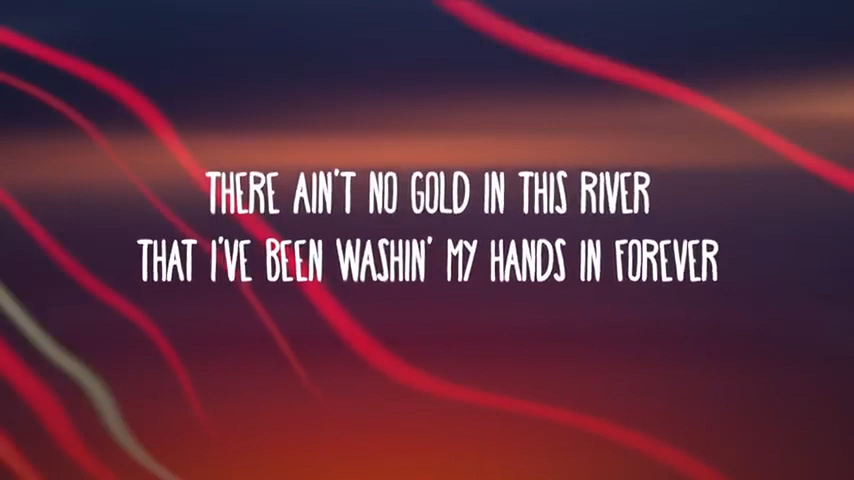 THERE AIN'T NO GOLD IN THIS RIVER
THAT I'VE BEEN WASHIN' MY HANDS IN FOREVER